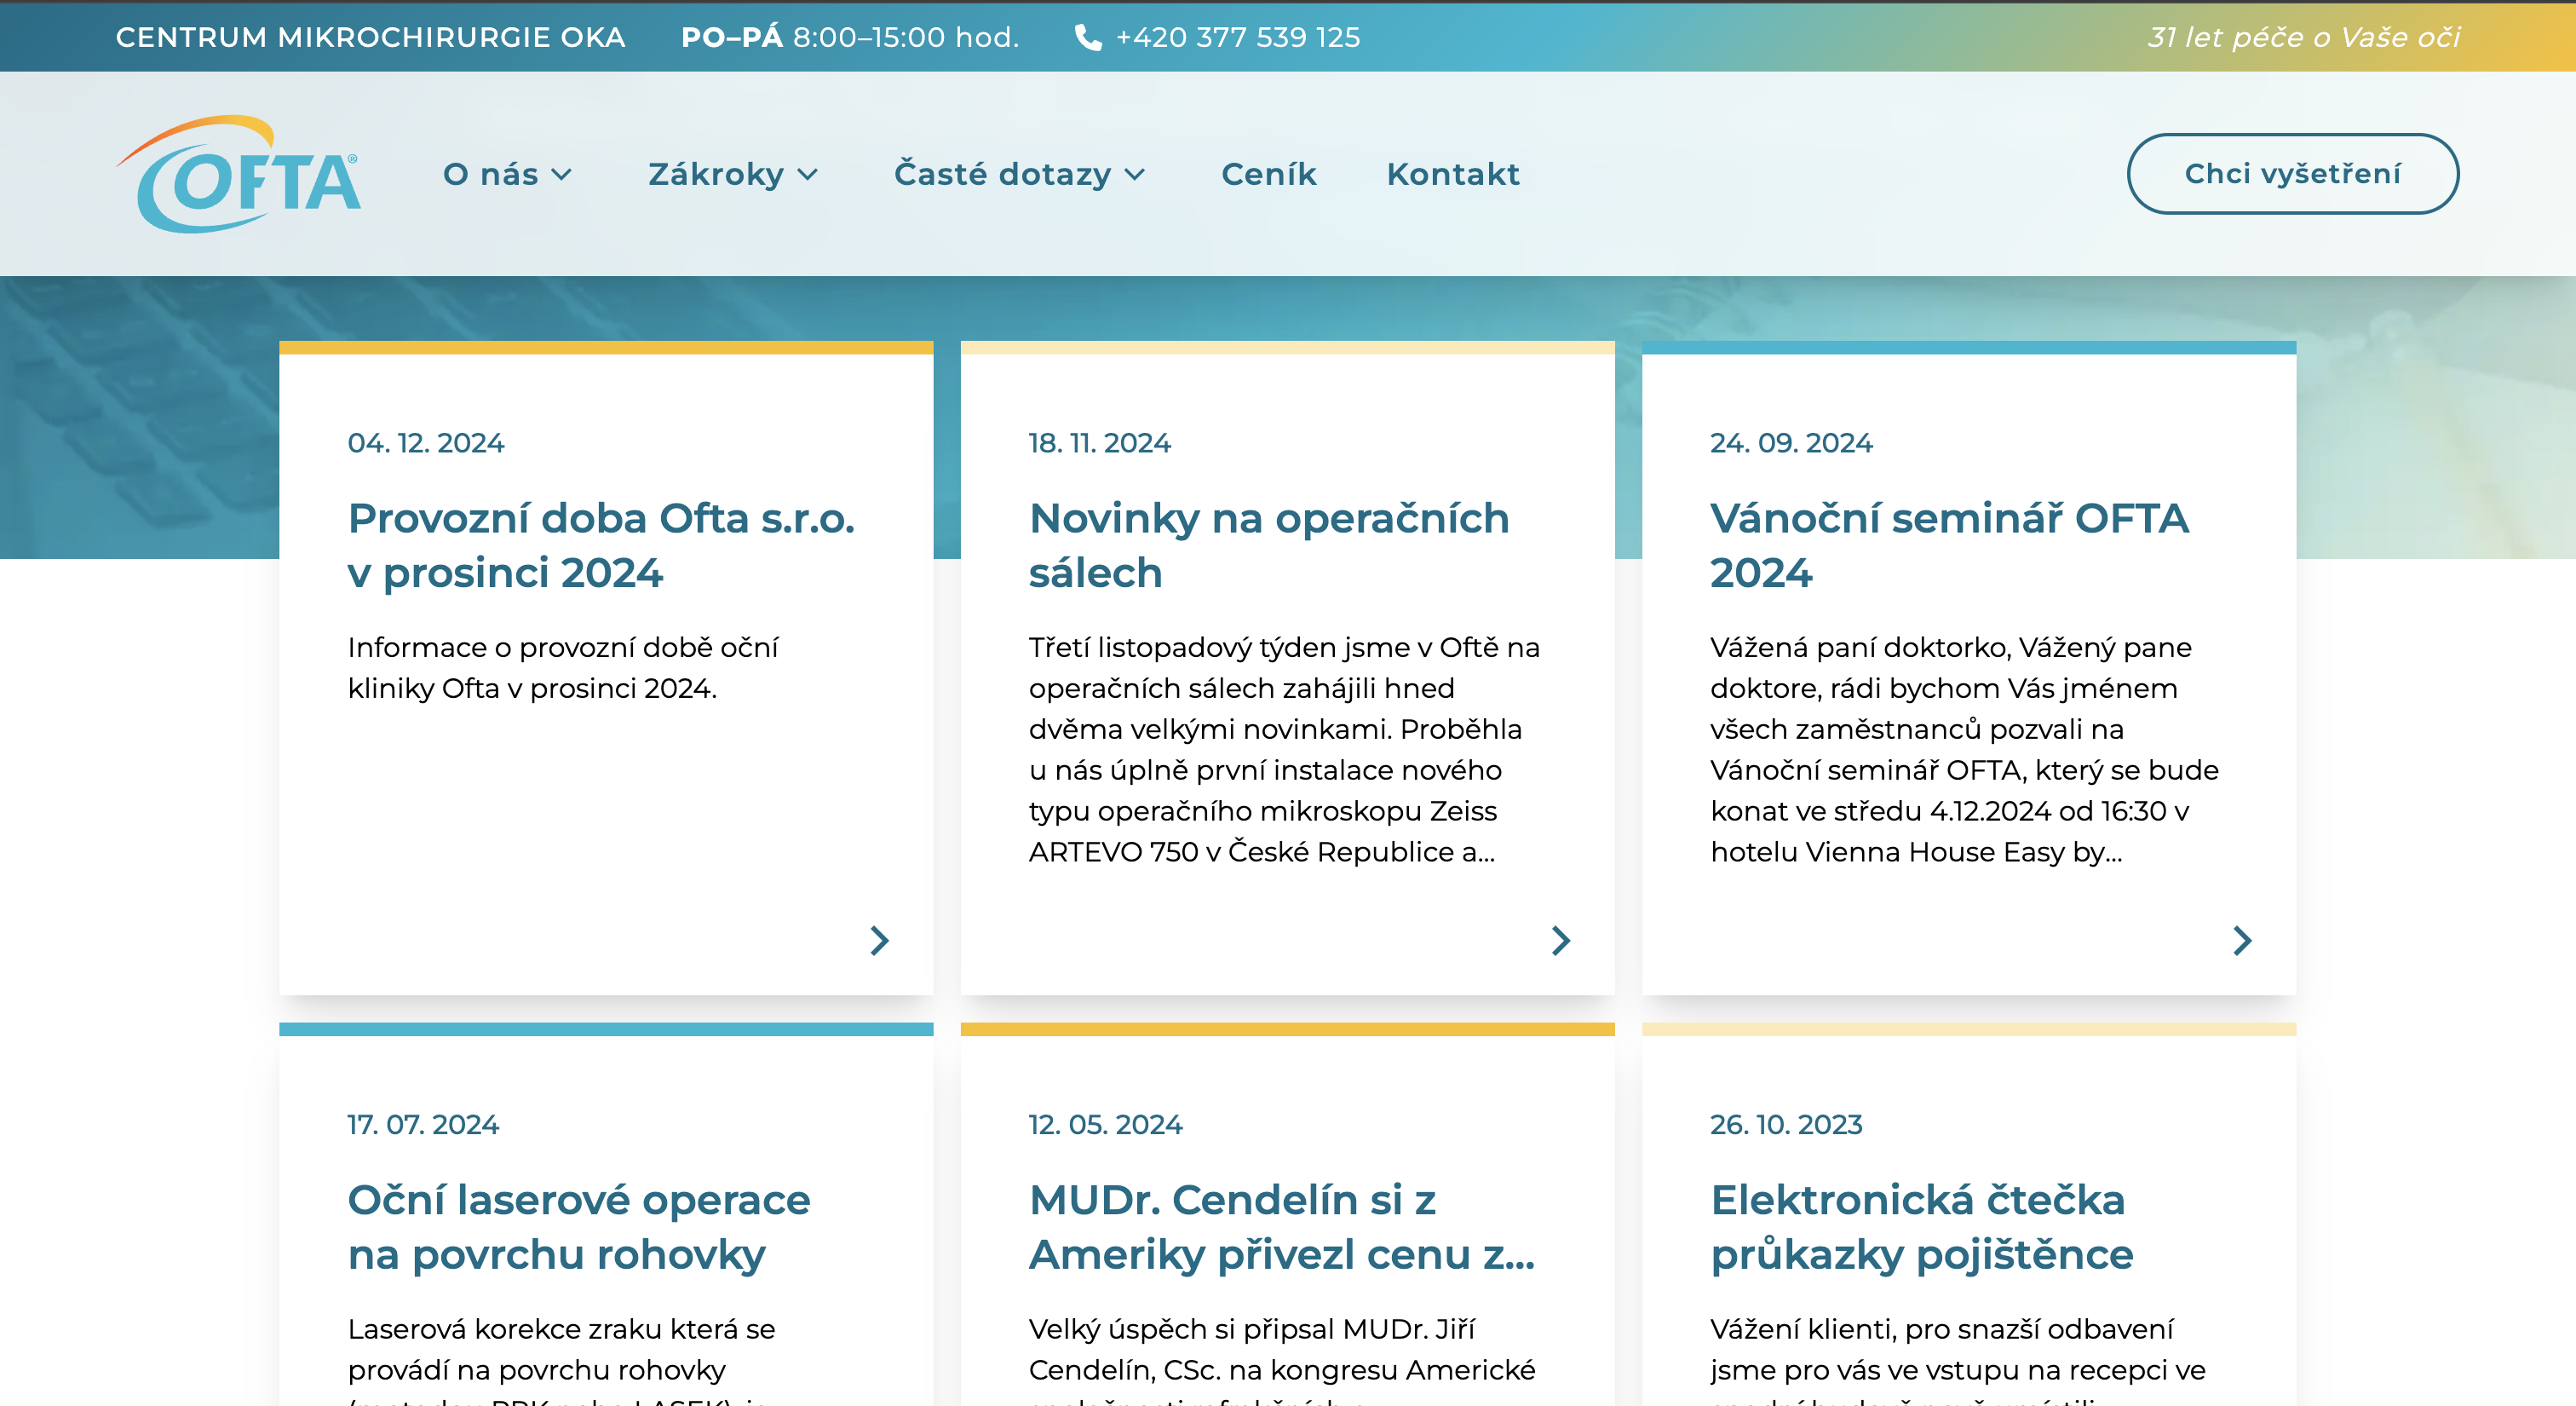 CENTRUM MIKROCHIRURGIE OKA PO–PÁ 8:00–15:00 hod. +420 377 539 125 31 let péče o Vaše oči
OFTA® O nás Zákroky Časté dotazy Ceník Kontakt Chci vyšetření
04. 12. 2024
Provozní doba Ofta s.r.o.
v prosinci 2024
Informace o provozní době oční
kliniky Ofta v prosinci 2024.
18. 11. 2024
Novinky na operačních
sálech
Třetí listopadový týden jsme v Oftě na
operačních sálech zahájili hned
dvěma velkými novinkami. Proběhla
u nás úplně první instalace nového
typu operačního mikroskopu Zeiss
ARTEVO 750 v České Republice a...
24. 09. 2024
Vánoční seminář OFTA
2024
Vážená paní doktorko, Vážený pane
doktore, rádi bychom Vás jménem
všech zaměstnanců pozvali na
Vánoční seminář OFTA, který se bude
konat ve středu 4.12.2024 od 16:30 v
hotelu Vienna House Easy by...
17. 07. 2024
Oční laserové operace
na povrchu rohovky
Laserová korekce zraku která se
provádí na povrchu rohovky
12. 05. 2024
MUDr. Cendelín si z
Ameriky přivezl cenu z...
Velký úspěch si připsal MUDr. Jiří
Cendelín, CSc. na kongresu Americké
26. 10. 2023
Elektronická čtečka
průkazky pojištěnce
Vážení klienti, pro snazší odbavení
jsme pro vás ve vstupu na recepci ve